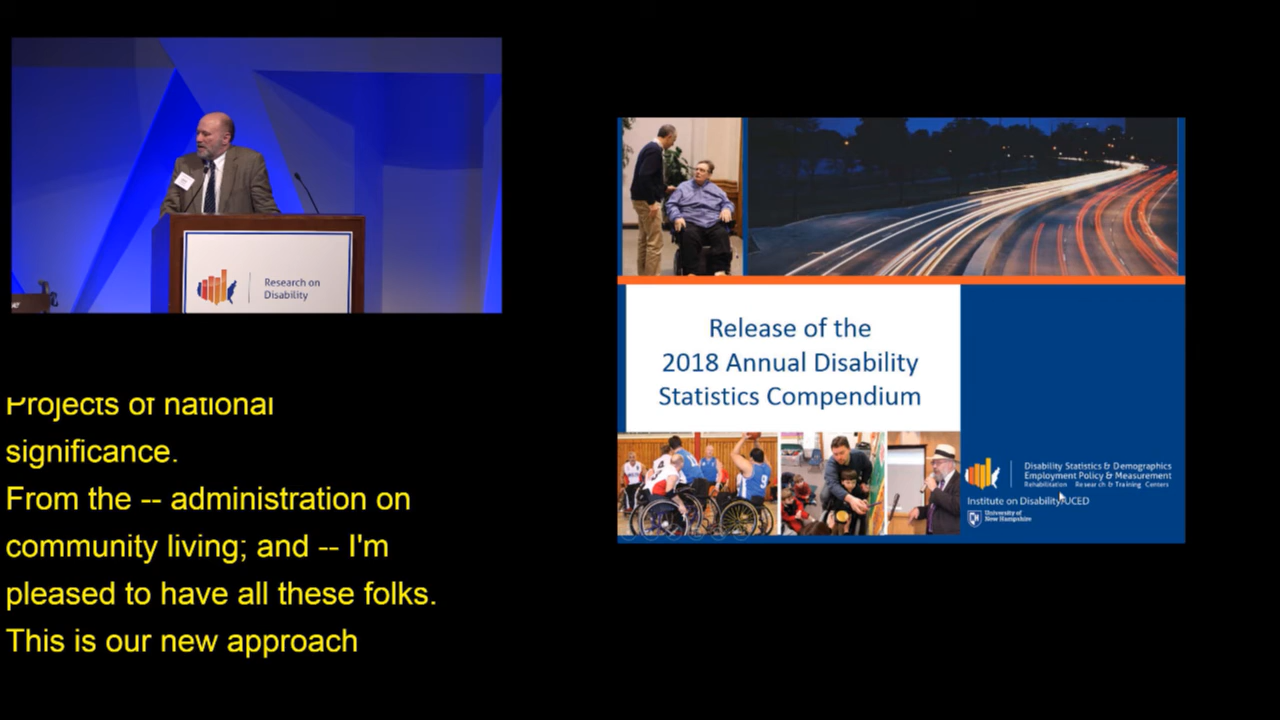 Research on
Disability
Release of the
2018 Annual Disability
Statistics Compendium
Disability Statistics & Demographics
Employment Policy & Measurement
Rehabilitation Research & Training Centers
Institute on Disability/UCED
University of
New Hampshire
Projects of national
significance.
From the -- administration on
community living; and -- I'm
pleased to have all these folks.
This is our new approach